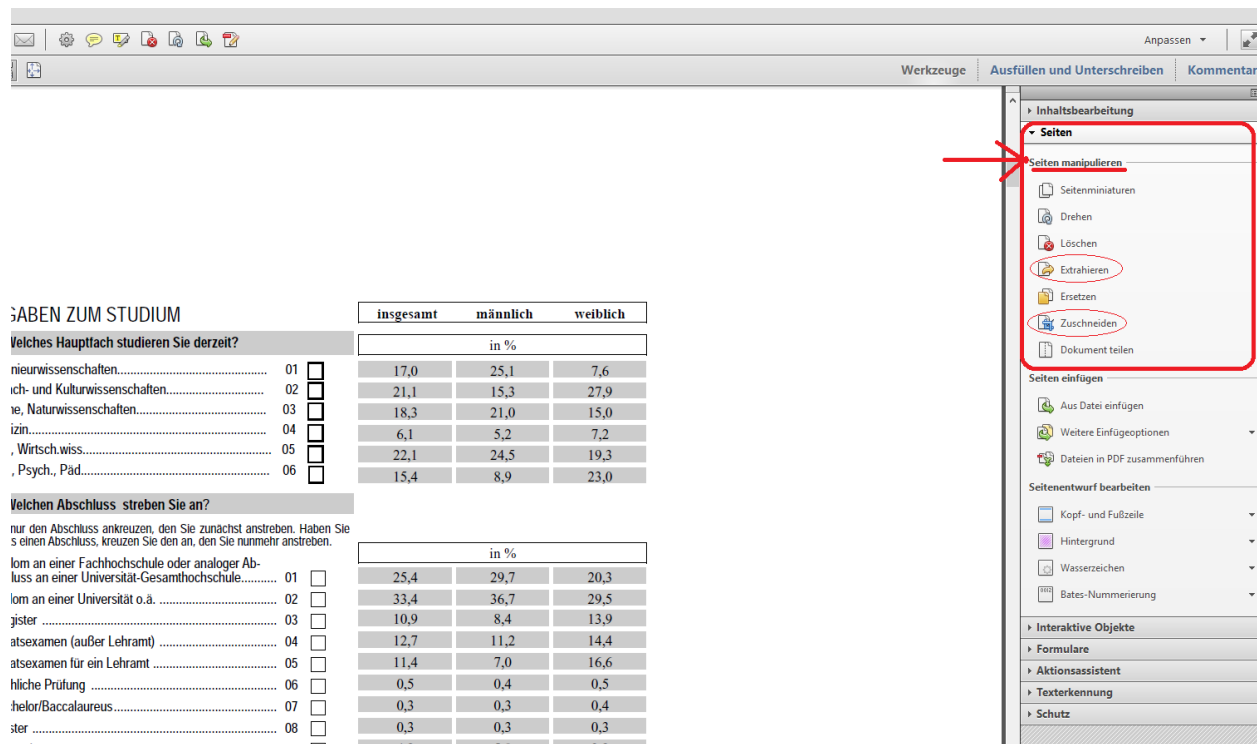 Anpassen
Werkzeuge Ausfüllen und Unterschreiben Kommentar
Inhaltsbearbeitung
Seiten
Seiten manipulieren
Seitenminiaturen
Drehen
Löschen
Extrahieren
Ersetzen
Zuschneiden
Dokument teilen
Seiten einfügen
Aus Datei einfügen
Weitere Einfügeoptionen
Dateien in PDF zusammenführen
Seitenentwurf bearbeiten
Kopf- und Fußzeile
Hintergrund
Wasserzeichen
Bates-Nummerierung
Interaktive Objekte
Formulare
Aktionsassistent
Texterkennung
Schutz
GABEN ZUM STUDIUM insgesamt männlich weiblich
Welches Hauptfach studieren Sie derzeit? in %
nieurwissenschaften 01 17,0 25,1 7,6
ach- und Kulturwissenschaften 02 21,1 15,3 27,9
he, Naturwissenschaften 03 18,3 21,0 15,0
izin 04 6,1 5,2 7,2
, Wirtsch.wiss. 05 22,1 24,5 19,3
, Psych., Päd. 06 15,4 8,9 23,0
Welchen Abschluss streben Sie an?
nur den Abschluss ankreuzen, den Sie zunächst anstreben. Haben Sie
s einen Abschluss, kreuzen Sie den an, den Sie nunmehr anstreben.
in %
lom an einer Fachhochschule oder analoger Ab-
luss an einer Universität-Gesamthochschule 01 25,4 29,7 20,3
lom an einer Universität o.ä. 02 33,4 36,7 29,5
gister 03 10,9 8,4 13,9
atsexamen (außer Lehramt) 04 12,7 11,2 14,4
atsexamen für ein Lehramt 05 11,4 7,0 16,6
hliche Prüfung 06 0,5 0,4 0,5
helor/Baccalaureus 07 0,3 0,3 0,4
ster 08 0,3 0,3 0,3